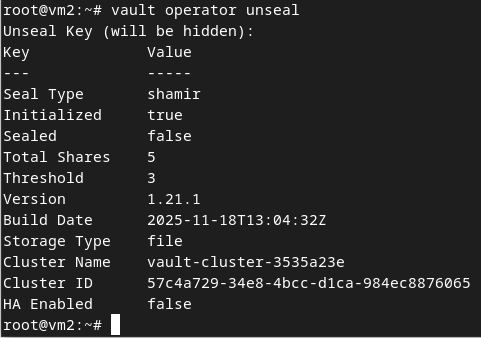 root@vm2:~# vault operator unseal
Unseal Key (will be hidden):
Key                Value
---                -----
Seal Type          shamir
Initialized        true
Sealed             false
Total Shares       5
Threshold          3
Version            1.21.1
Build Date         2025-11-18T13:04:32Z
Storage Type       file
Cluster Name       vault-cluster-3535a23e
Cluster ID         57c4a729-34e8-4bcc-d1ca-984ec8876065
HA Enabled         false
root@vm2:~#